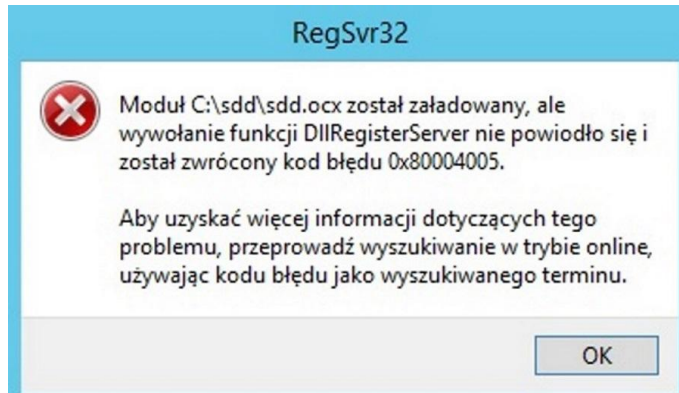 RegSvr32
Moduł C:\sdd\sdd.ocx został załadowany, ale
wywołanie funkcji DllRegisterServer nie powiodło się i
został zwrócony kod błędu 0x80004005.
Aby uzyskać więcej informacji dotyczących tego
problemu, przeprowadź wyszukiwanie w trybie online,
używając kodu błędu jako wyszukiwanego terminu.
OK